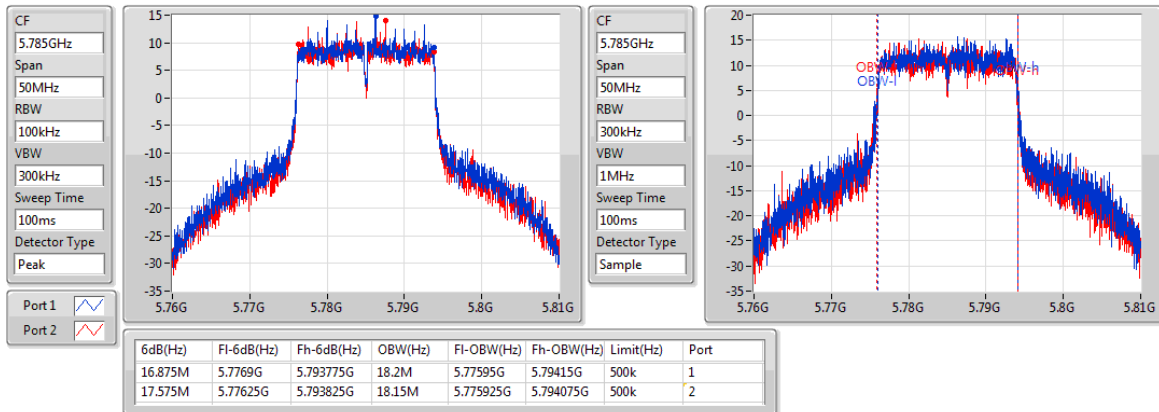 CF
5.785GHz
Span
50MHz
RBW
100kHz
VBW
300kHz
Sweep Time
100ms
Detector Type
Peak
Port 1
Port 2
15
10
5
0
-5
-10
-15
-20
-25
-30
-35
5.76G 5.77G 5.78G 5.79G 5.8G 5.81G
CF
5.785GHz
Span
50MHz
RBW
300kHz
VBW
1MHz
Sweep Time
100ms
Detector Type
Sample
20
15
10
5
0
-5
-10
-15
-20
-25
-30
-35
OBW-l
5.76G 5.77G 5.78G 5.79G 5.8G 5.81G
6dB(Hz) Fl-6dB(Hz) Fh-6dB(Hz) OBW(Hz) Fl-OBW(Hz) Fh-OBW(Hz) Limit(Hz) Port
16.875M 5.7769G 5.793775G 18.2M 5.77595G 5.79415G 500k 1
17.575M 5.77625G 5.793825G 18.15M 5.775925G 5.794075G 500k 2